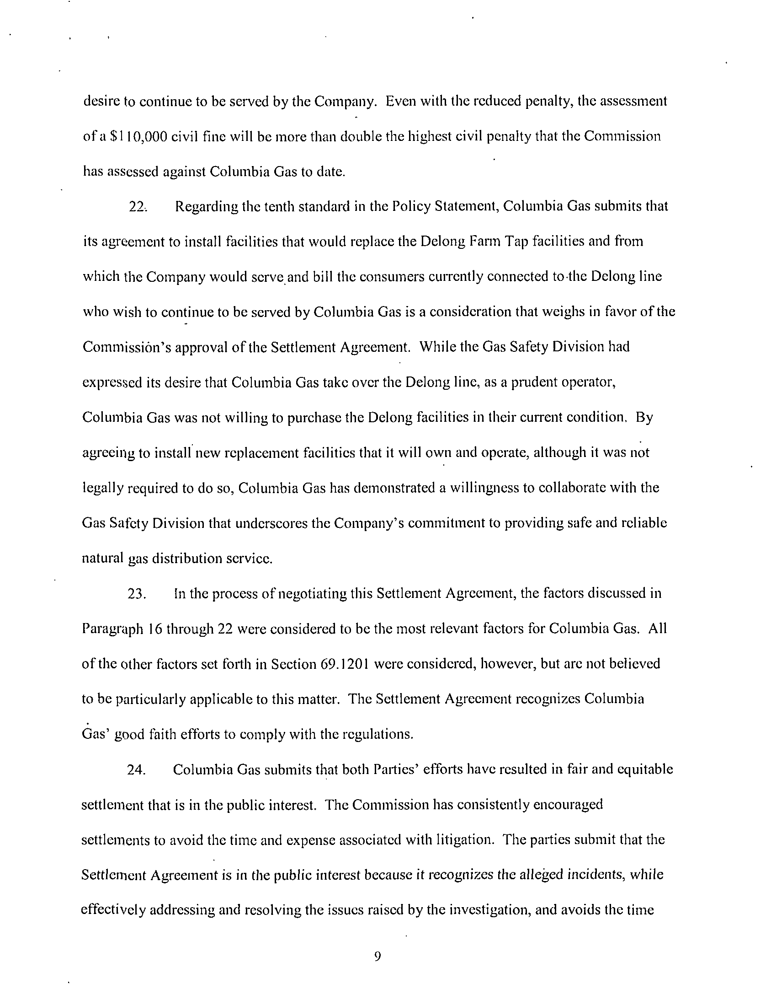 desire to continue to be served by the Company. Even with the reduced penalty, the assessment
of a $110,000 civil fine will be more than double the highest civil penalty that the Commission
has assessed against Columbia Gas to date.
22. Regarding the tenth standard in the Policy Statement, Columbia Gas submits that
its agreement to install facilities that would replace the Delong Farm Tap facilities and from
which the Company would serve and bill the consumers currently connected to the Delong line
who wish to continue to be served by Columbia Gas is a consideration that weighs in favor of the
Commission's approval of the Settlement Agreement. While the Gas Safety Division had
expressed its desire that Columbia Gas take over the Delong line, as a prudent operator,
Columbia Gas was not willing to purchase the Delong facilities in their current condition. By
agreeing to install new replacement facilities that it will own and operate, although it was not
legally required to do so, Columbia Gas has demonstrated a willingness to collaborate with the
Gas Safety Division that underscores the Company's commitment to providing safe and reliable
natural gas distribution service.
23. In the process of negotiating this Settlement Agreement, the factors discussed in
Paragraph 16 through 22 were considered to be the most relevant factors for Columbia Gas. All
of the other factors set forth in Section 69.1201 were considered, however, but are not believed
to be particularly applicable to this matter. The Settlement Agreement recognizes Columbia
Gas' good faith efforts to comply with the regulations.
24. Columbia Gas submits that both Parties' efforts have resulted in fair and equitable
settlement that is in the public interest. The Commission has consistently encouraged
settlements to avoid the time and expense associated with litigation. The parties submit that the
Settlement Agreement is in the public interest because it recognizes the alleged incidents, while
effectively addressing and resolving the issues raised by the investigation, and avoids the time
9